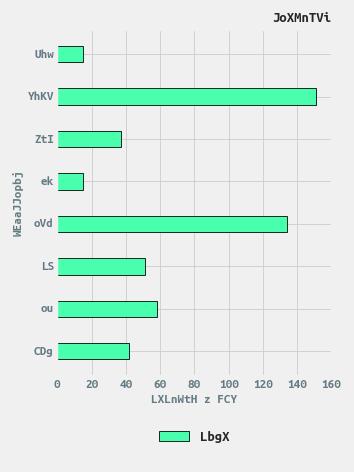 JoXMnTVi
Uhw
YhKV
ZtI
ek
oVd
LS
ou
CDg
WEaaJJopbj
0 20 40 60 80 100 120 140 160
LXLnWtH z FCY
LbgX